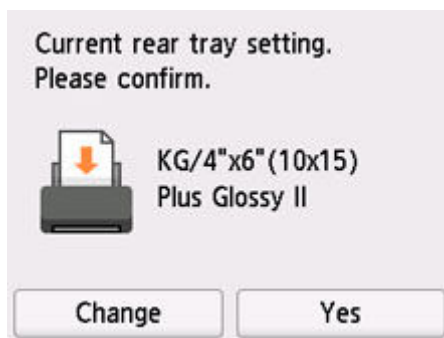 Current rear tray setting.
Please confirm.
KG/4"x6"(10x15)
Plus Glossy II
Change
Yes